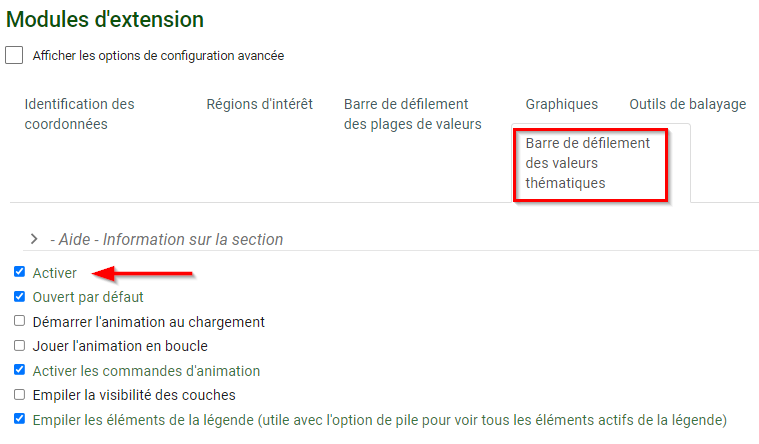 Modules d'extension
Afficher les options de configuration avancée
Identification des
coordonnées
Régions d'intérêt
Barre de défilement
des plages de valeurs
Graphiques
Outils de balayage
Barre de défilement
des valeurs
thématiques
- Aide - Information sur la section
Activer
Ouvert par défaut
Démarrer l'animation au chargement
Jouer l'animation en boucle
Activer les commandes d'animation
Empiler la visibilité des couches
Empiler les éléments de la légende (utile avec l'option de pile pour voir tous les éléments actifs de la légende)